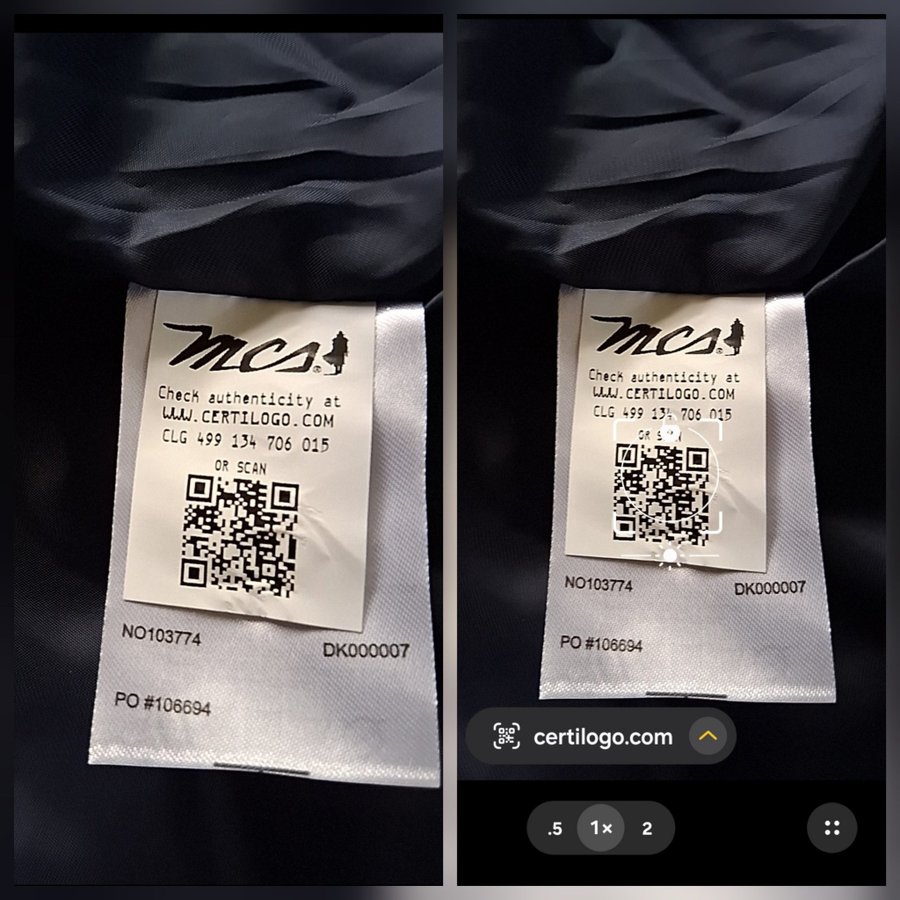 mcs®
Check authenticity at
WWW.CERTILOGO.COM
CLG 499 134 706 015
OR SCAN
NO103774
DK000007
PO #106694
mcs®
Check authenticity at
WWW.CERTILOGO.COM
CLG 499 134 706 015
OR SCAN
NO103774
DK000007
PO #106694
certilogo.com
.5
1×
2